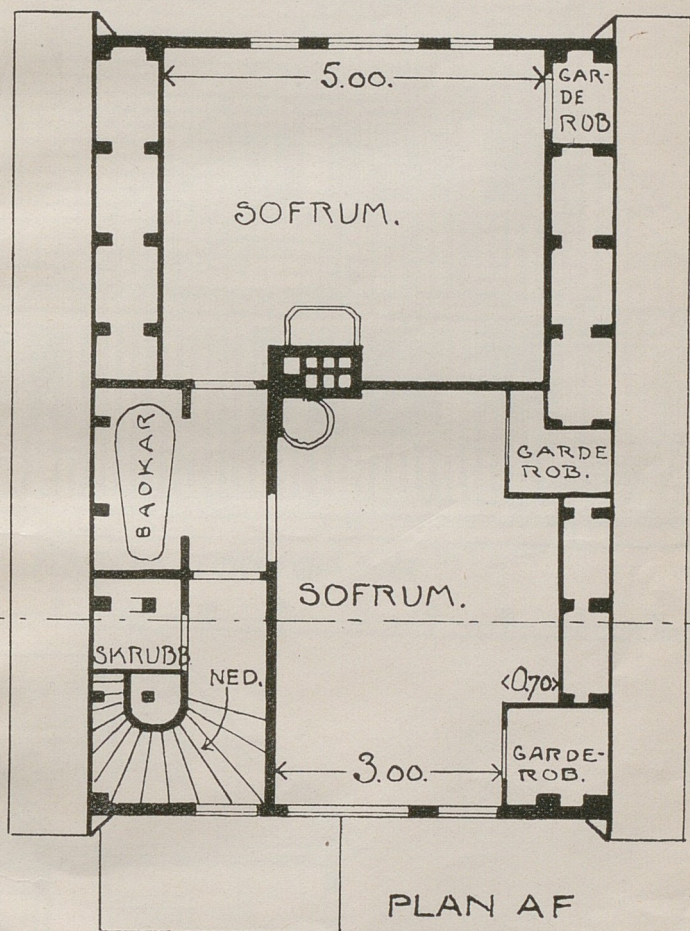 5.00.
GAR-
DE
ROB
SOFRUM.
BADKAR
GARDE
ROB.
SOFRUM.
SKRUBB
NED.
<0.70>
3.00.
GARDE-
ROB.
PLAN AF